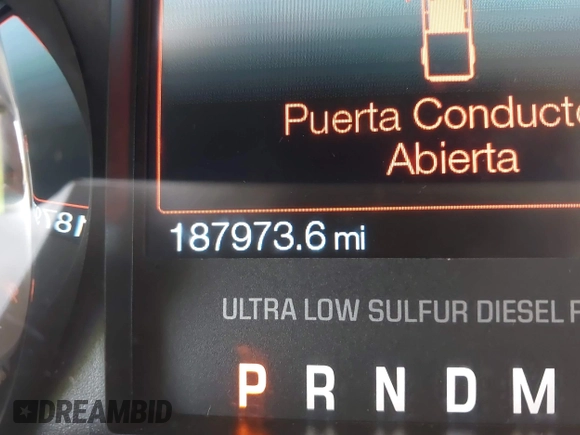 Puerta Conducto
Abierta
187973.6 mi
ULTRA LOW SULFUR DIESEL F
P R N D M
DREAMBID